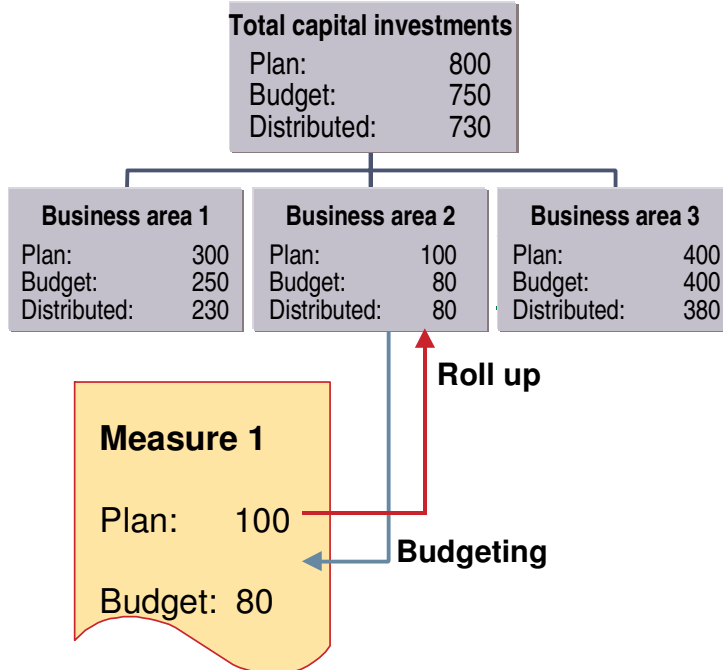 Total capital investments
Plan: 800
Budget: 750
Distributed: 730
Business area 1
Plan: 300
Budget: 250
Distributed: 230
Business area 2
Plan: 100
Budget: 80
Distributed: 80
Business area 3
Plan: 400
Budget: 400
Distributed: 380
Roll up
Measure 1
Plan: 100
Budgeting
Budget: 80